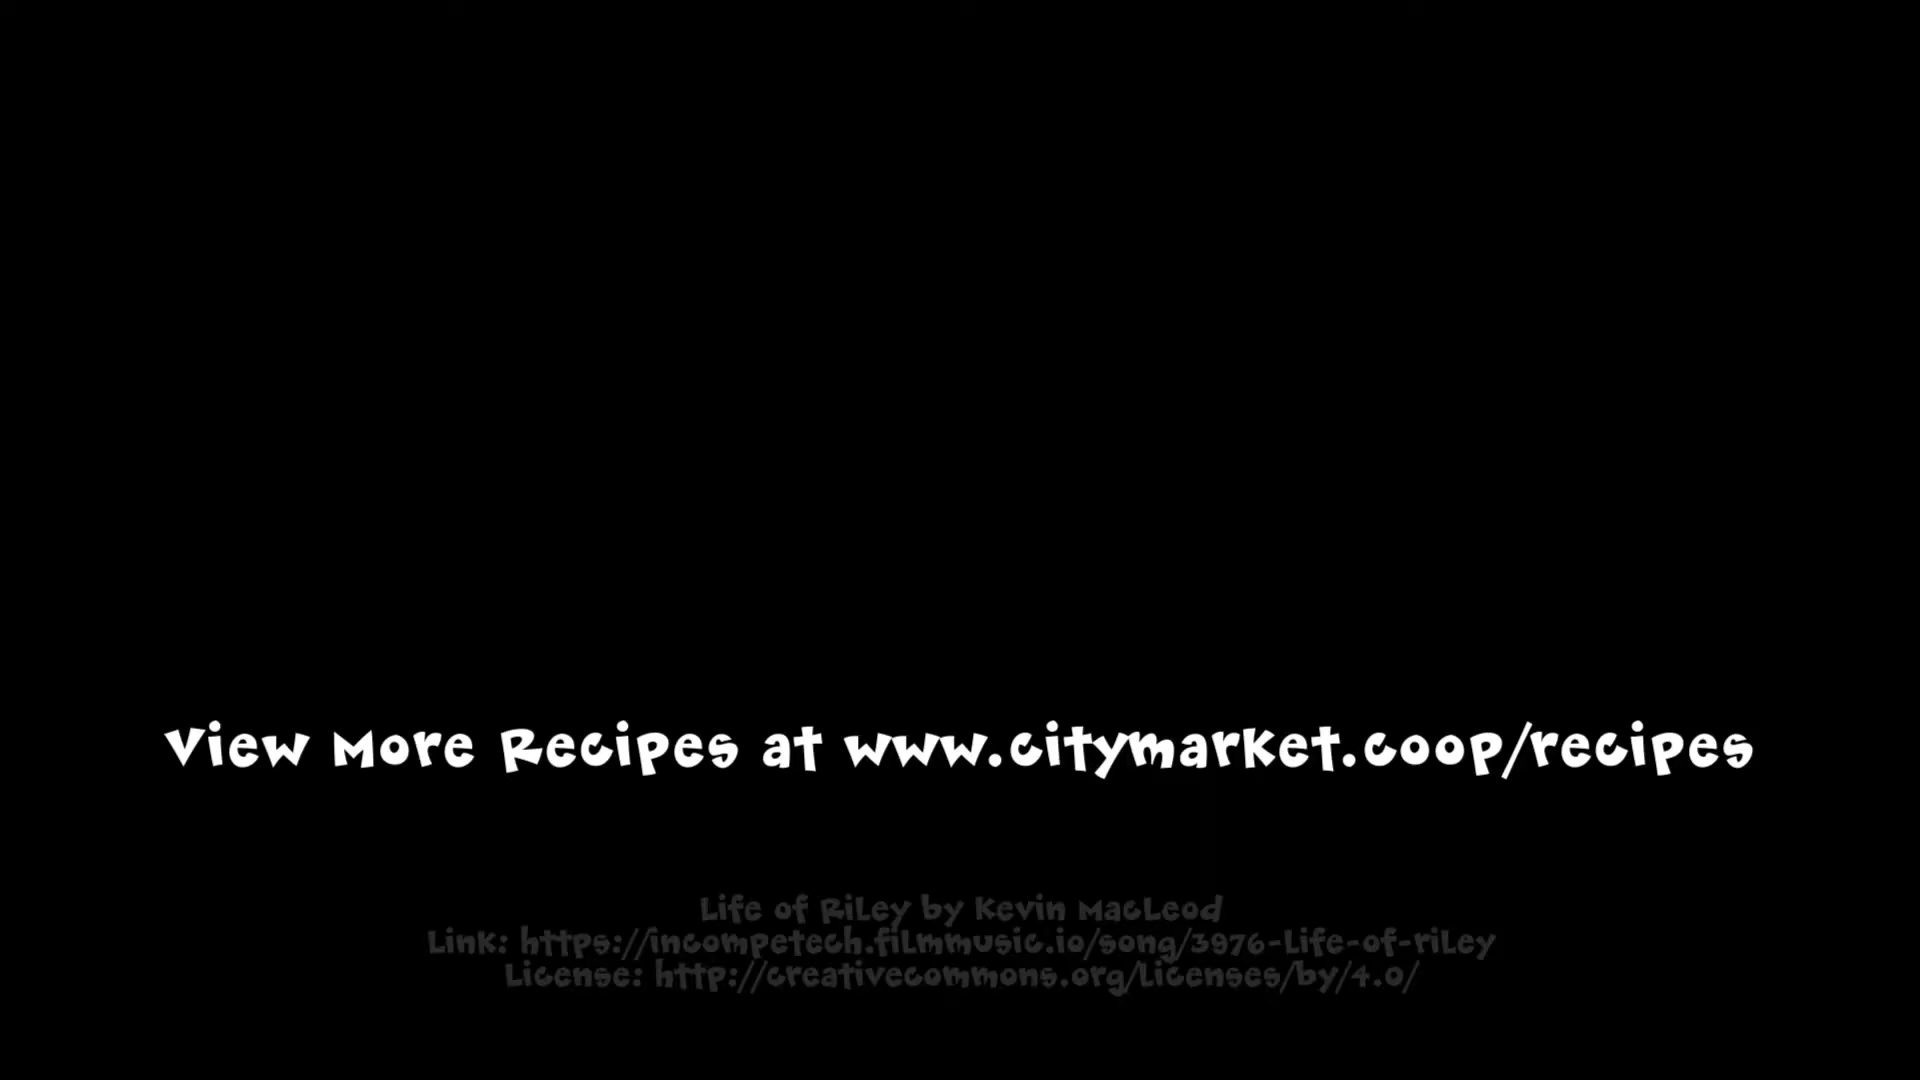 View More Recipes at www.citymarket.coop/recipes
Life of Riley by Kevin MacLeod
Link: https://incompetech.filmmusic.io/song/3976-life-of-riley
License: http://creativecommons.org/licenses/by/4.0/